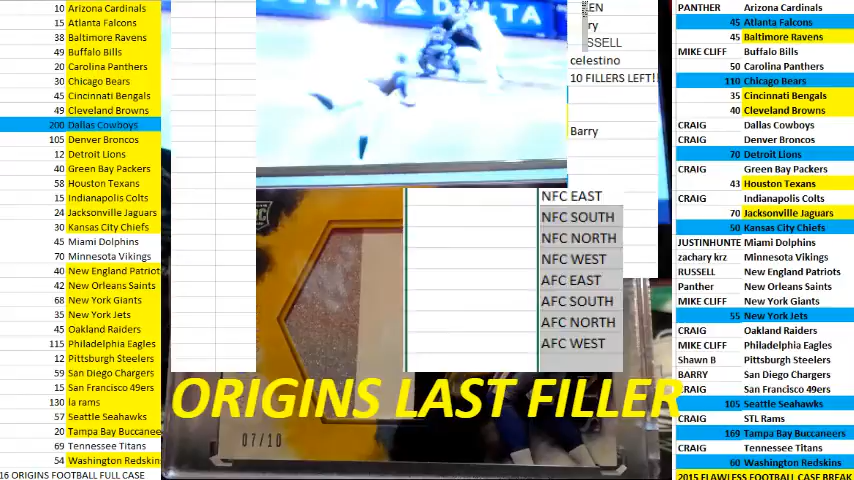 10 Arizona Cardinals
15 Atlanta Falcons
38 Baltimore Ravens
49 Buffalo Bills
20 Carolina Panthers
30 Chicago Bears
45 Cincinnati Bengals
49 Cleveland Browns
200 Dallas Cowboys
105 Denver Broncos
12 Detroit Lions
40 Green Bay Packers
58 Houston Texans
15 Indianapolis Colts
24 Jacksonville Jaguars
30 Kansas City Chiefs
45 Miami Dolphins
70 Minnesota Vikings
40 New England Patriot
42 New Orleans Saints
68 New York Giants
35 New York Jets
45 Oakland Raiders
115 Philadelphia Eagles
12 Pittsburgh Steelers
59 San Diego Chargers
15 San Francisco 49ers
130 la rams
57 Seattle Seahawks
20 Tampa Bay Buccanee
69 Tennessee Titans
54 Washington Redskin
16 ORIGINS FOOTBALL FULL CASE
DELTA
celestino
10 FILLERS LEFT!!
Barry
NFC EAST
NFC SOUTH
NFC NORTH
NFC WEST
AFC EAST
AFC SOUTH
AFC NORTH
AFC WEST
ORIGINS LAST FILLER
07/10
PANTHER Arizona Cardinals
45 Atlanta Falcons
45 Baltimore Ravens
MIKE CLIFF Buffalo Bills
50 Carolina Panthers
110 Chicago Bears
35 Cincinnati Bengals
40 Cleveland Browns
CRAIG Dallas Cowboys
CRAIG Denver Broncos
70 Detroit Lions
CRAIG Green Bay Packers
43 Houston Texans
CRAIG Indianapolis Colts
70 Jacksonville Jaguars
50 Kansas City Chiefs
JUSTINHUNTE Miami Dolphins
zachary krz Minnesota Vikings
RUSSELL New England Patriots
Panther New Orleans Saints
MIKE CLIFF New York Giants
55 New York Jets
CRAIG Oakland Raiders
MIKE CLIFF Philadelphia Eagles
Shawn B Pittsburgh Steelers
BARRY San Diego Chargers
CRAIG San Francisco 49ers
105 Seattle Seahawks
CRAIG STL Rams
169 Tampa Bay Buccaneers
CRAIG Tennessee Titans
60 Washington Redskins
2015 FLAWLESS FOOTBALL CASE BREAK